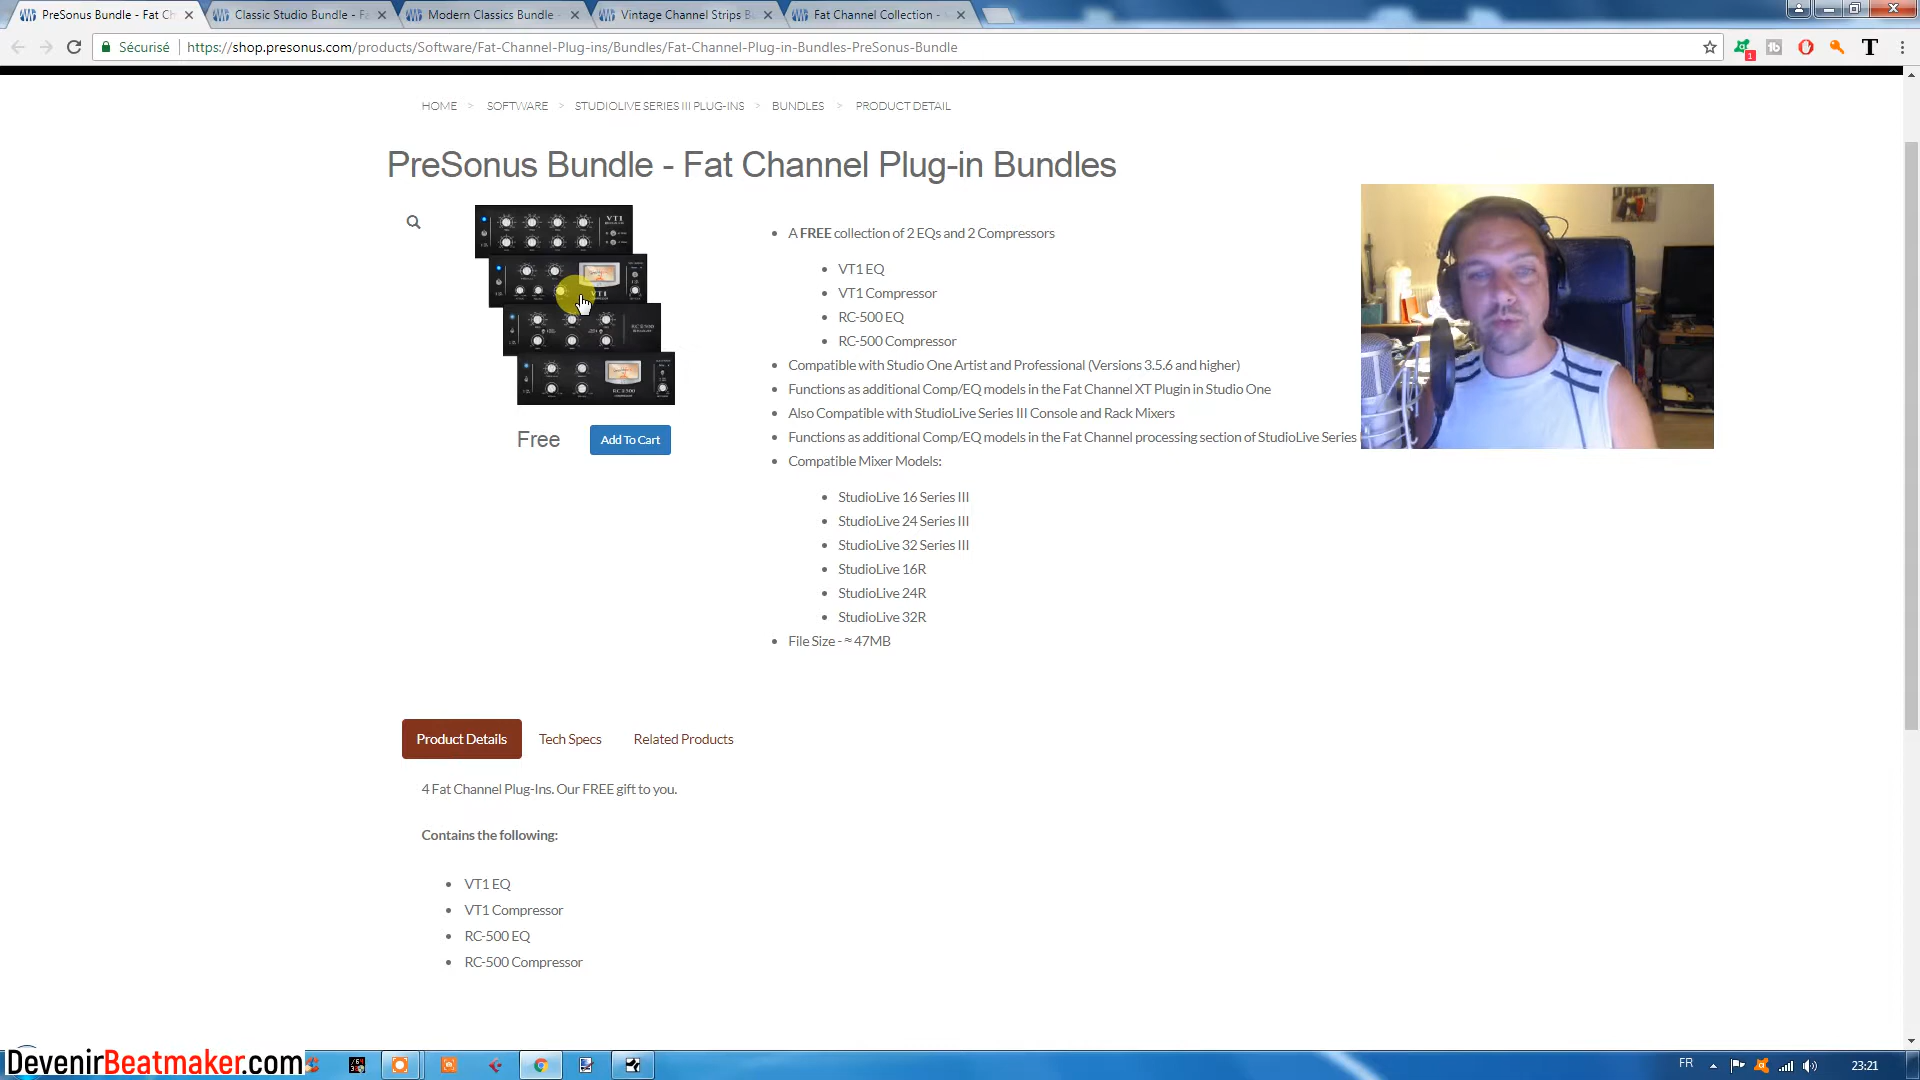 PreSonus Bundle - Fat Ch
Classic Studio Bundle - Fa
Modern Classics Bundle -
Vintage Channel Strips B
Fat Channel Collection -
Sécurisé
https://shop.presonus.com/products/Software/Fat-Channel-Plug-ins/Bundles/Fat-Channel-Plug-in-Bundles-PreSonus-Bundle
HOME > SOFTWARE > STUDIOLIVE SERIES III PLUG-INS > BUNDLES > PRODUCT DETAIL
PreSonus Bundle - Fat Channel Plug-in Bundles
VT1
VT1
RC500
RC500
Free
Add To Cart
• A FREE collection of 2 EQs and 2 Compressors
• VT1 EQ
• VT1 Compressor
• RC-500 EQ
• RC-500 Compressor
• Compatible with Studio One Artist and Professional (Versions 3.5.6 and higher)
• Functions as additional Comp/EQ models in the Fat Channel XT Plugin in Studio One
• Also Compatible with StudioLive Series III Console and Rack Mixers
• Functions as additional Comp/EQ models in the Fat Channel processing section of StudioLive Series
• Compatible Mixer Models:
• StudioLive 16 Series III
• StudioLive 24 Series III
• StudioLive 32 Series III
• StudioLive 16R
• StudioLive 24R
• StudioLive 32R
• File Size - ≈ 47MB
Product Details
Tech Specs
Related Products
4 Fat Channel Plug-Ins. Our FREE gift to you.
Contains the following:
• VT1 EQ
• VT1 Compressor
• RC-500 EQ
• RC-500 Compressor
DevenirBeatmaker.com
FR
23:21